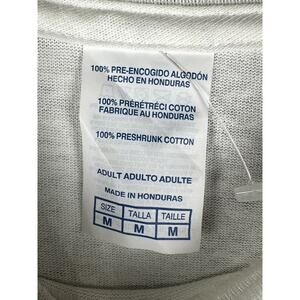 100% PRE-ENCOGIDO ALGODÓN
HECHO EN HONDURAS
100% PRÉRÉTRÉCI COTON
FABRIQUE AU HONDURAS
100% PRESHRUNK COTTON
ADULT ADULTO ADULTE
MADE IN HONDURAS
SIZE TALLA TAILLE
M M M